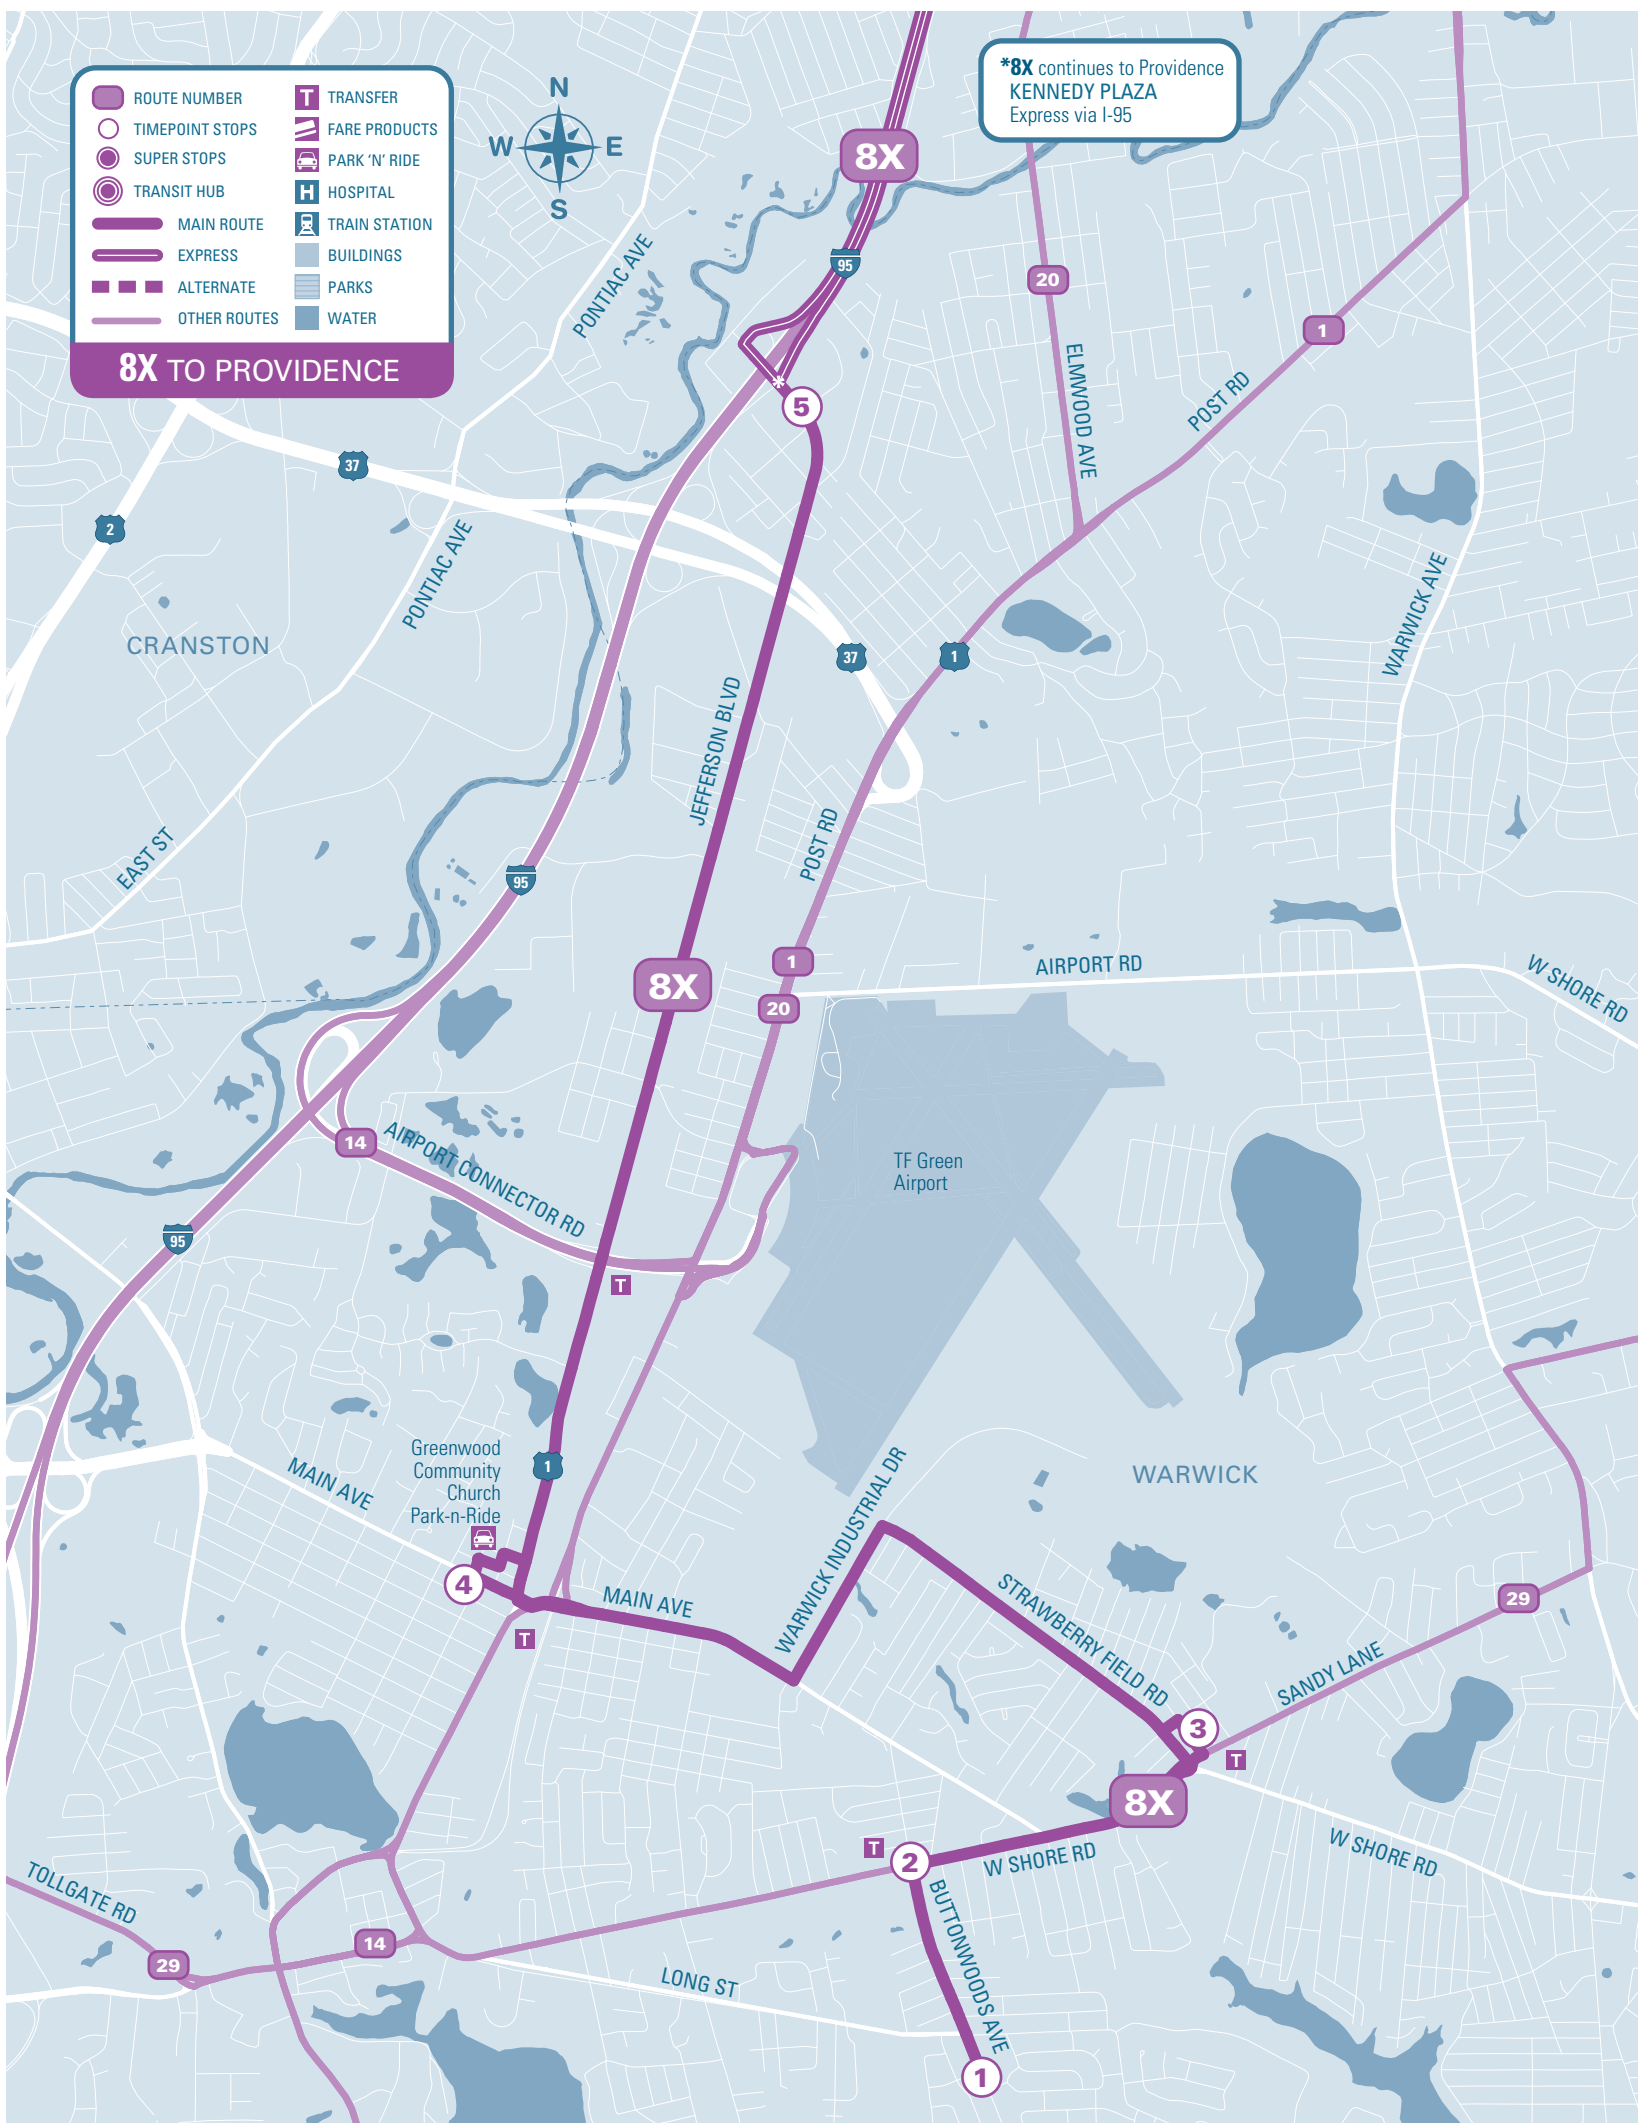 ROUTE NUMBER
TIMEPOINT STOPS
SUPER STOPS
TRANSIT HUB
MAIN ROUTE
EXPRESS
ALTERNATE
OTHER ROUTES
T TRANSFER
FARE PRODUCTS
PARK ‘N’ RIDE
H HOSPITAL
TRAIN STATION
BUILDINGS
PARKS
WATER
8X TO PROVIDENCE
N
W E
S
*8X continues to Providence
KENNEDY PLAZA
Express via I-95
8X
95
PONTIAC AVE
20
1
ELMWOOD AVE
POST RD
*
5
37
2
PONTIAC AVE
CRANSTON
WARWICK AVE
37
1
JEFFERSON BLVD
POST RD
EAST ST
95
8X
1
20
AIRPORT RD
W SHORE RD
14
AIRPORT CONNECTOR RD
TF Green
Airport
95
T
Greenwood
Community
Church
Park-n-Ride
1
MAIN AVE
WARWICK
WARWICK INDUSTRIAL DR
4
MAIN AVE
T
STRAWBERRY FIELD RD
29
SANDY LANE
3
T
8X
T
2
W SHORE RD
W SHORE RD
BUTTONWOODS AVE
TOLLGATE RD
14
29
LONG ST
1